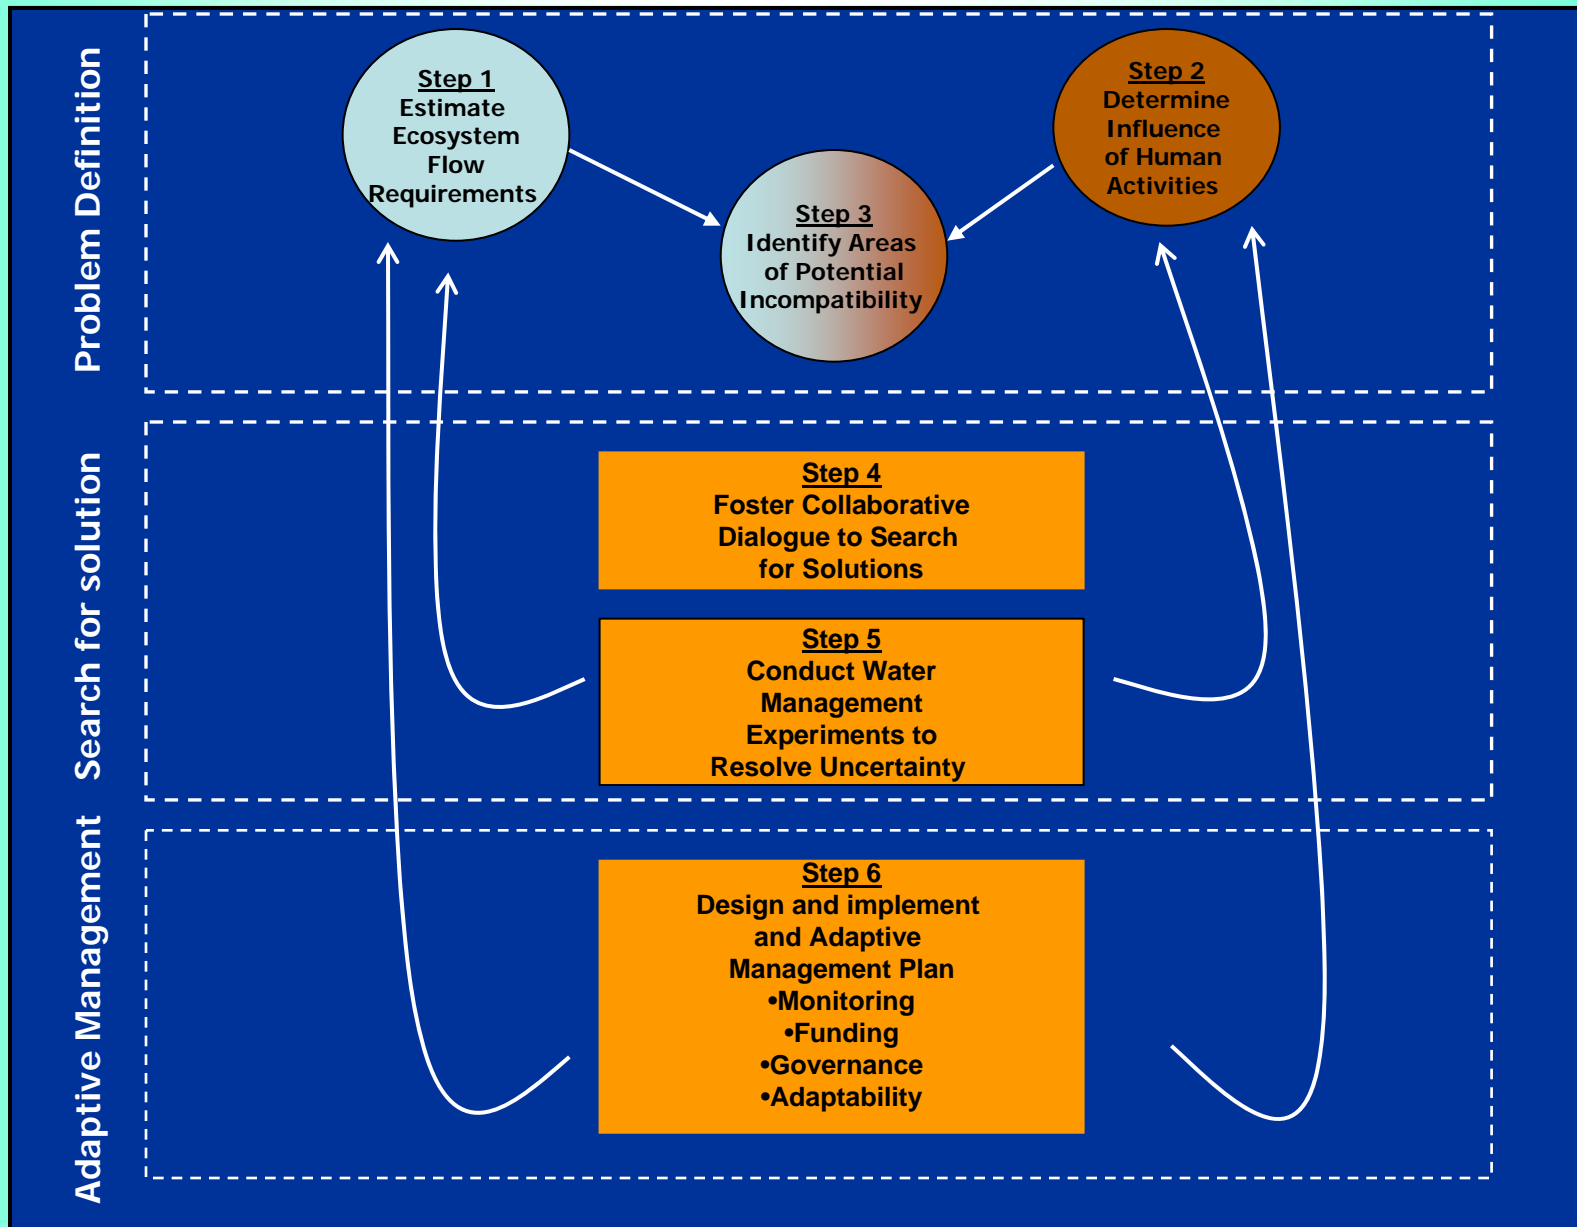 Problem Definition
Step 1
Estimate
Ecosystem
Flow
Requirements
Step 2
Determine
Influence
of Human
Activities
Step 3
Identify Areas
of Potential
Incompatibility
Search for solution
Step 4
Foster Collaborative
Dialogue to Search
for Solutions
Step 5
Conduct Water
Management
Experiments to
Resolve Uncertainty
Adaptive Management
Step 6
Design and implement
and Adaptive
Management Plan
•Monitoring
•Funding
•Governance
•Adaptability